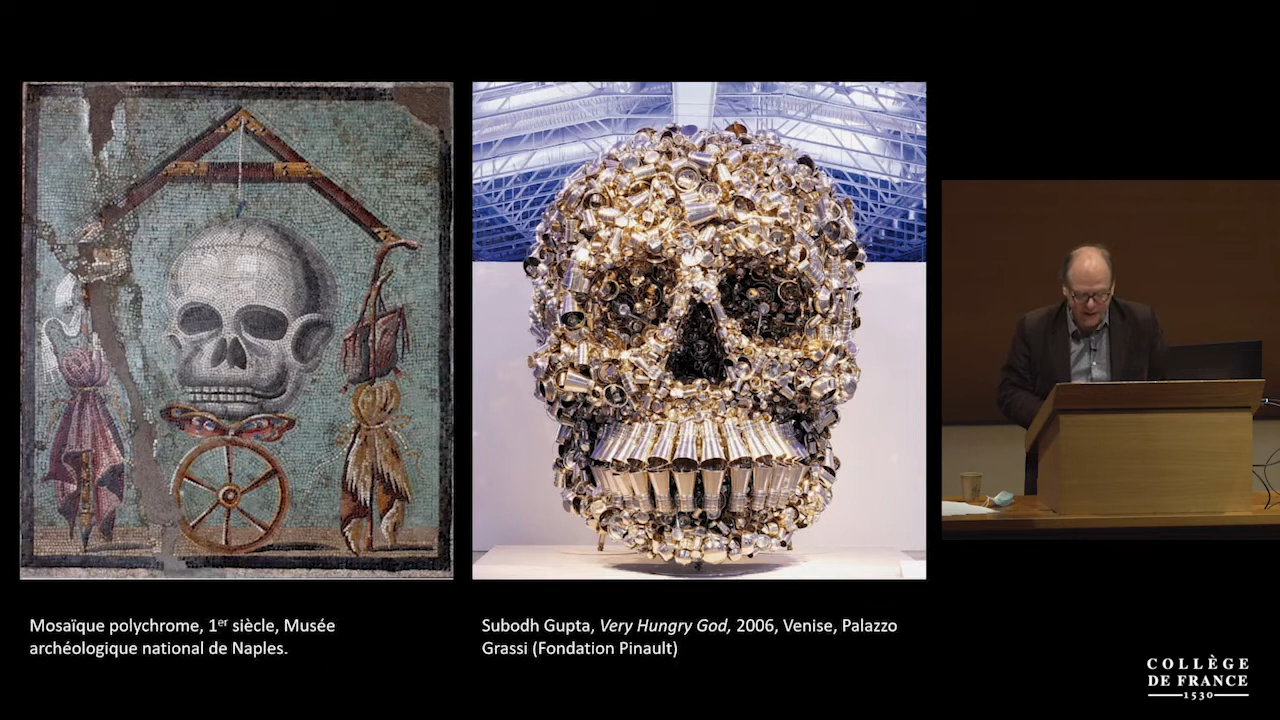 Mosaïque polychrome, 1er siècle, Musée
archéologique national de Naples.
Subodh Gupta, Very Hungry God, 2006, Venise, Palazzo
Grassi (Fondation Pinault)
COLLÈGE
DE FRANCE
1530